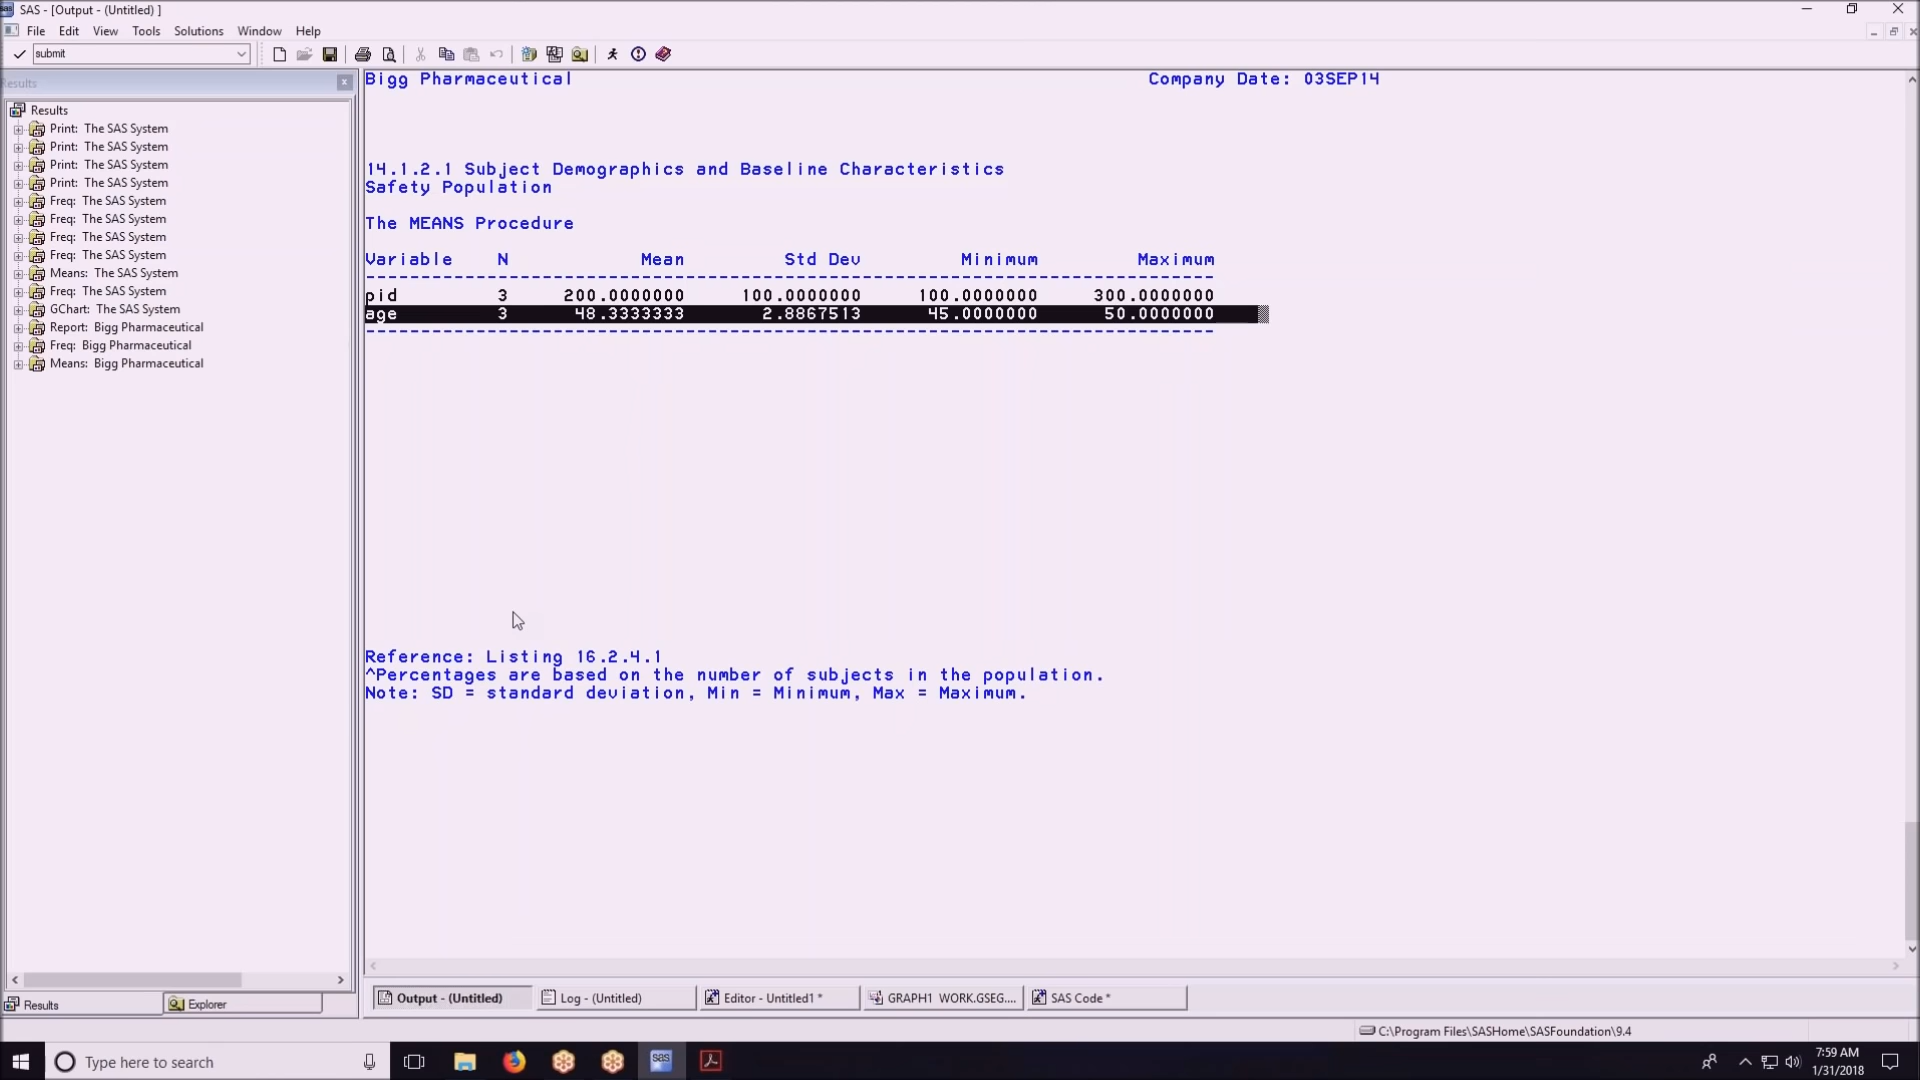 SAS - [Output - (Untitled) ]
File Edit View Tools Solutions Window Help
submit
Results
Results
Print: The SAS System
Print: The SAS System
Print: The SAS System
Print: The SAS System
Freq: The SAS System
Freq: The SAS System
Freq: The SAS System
Freq: The SAS System
Means: The SAS System
Freq: The SAS System
GChart: The SAS System
Report: Bigg Pharmaceutical
Freq: Bigg Pharmaceutical
Means: Bigg Pharmaceutical
Results Explorer
Bigg Pharmaceutical Company Date: 03SEP14
14.1.2.1 Subject Demographics and Baseline Characteristics
Safety Population
The MEANS Procedure
Variable N Mean Std Dev Minimum Maximum
pid 3 200.0000000 100.0000000 100.0000000 300.0000000
age 3 48.3333333 2.8867513 45.0000000 50.0000000
Reference: Listing 16.2.4.1
^Percentages are based on the number of subjects in the population.
Note: SD = standard deviation, Min = Minimum, Max = Maximum.
Output - (Untitled) Log - (Untitled) Editor - Untitled1 * GRAPH1 WORK.GSEG.... SAS Code *
C:\Program Files\SASHome\SASFoundation\9.4
Type here to search
sas
7:59 AM
1/31/2018